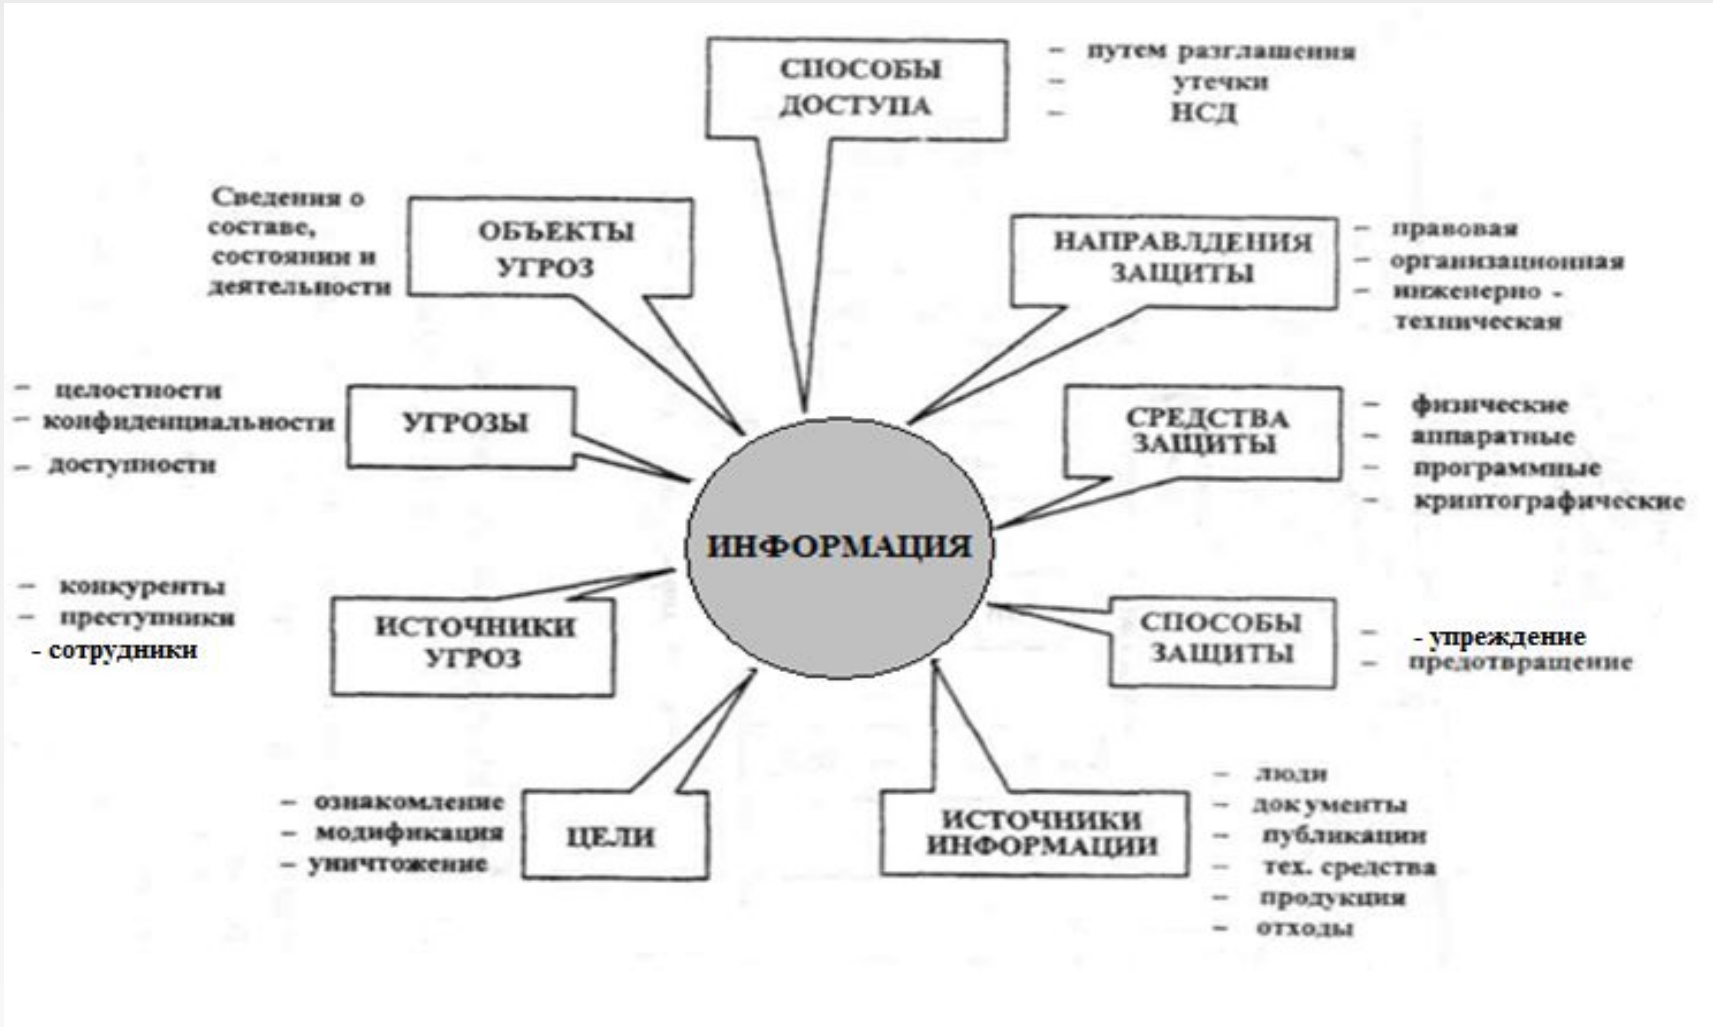 СПОСОБЫ
ДОСТУПА
– путем разглашения
– утечки
– НСД
Сведения о
составе,
состоянии и
деятельности
ОБЪЕКТЫ
УГРОЗ
НАПРАВЛДЕНИЯ
ЗАЩИТЫ
– правовая
– организационная
– инженерно -
техническая
– целостности
– конфиденциальности
– доступности
УГРОЗЫ
СРЕДСТВА
ЗАЩИТЫ
– физические
– аппаратные
– программные
– криптографические
ИНФОРМАЦИЯ
– конкуренты
– преступники
- сотрудники
ИСТОЧНИКИ
УГРОЗ
СПОСОБЫ
ЗАЩИТЫ
– - упреждение
– предотвращение
– ознакомление
– модификация
– уничтожение
ЦЕЛИ
ИСТОЧНИКИ
ИНФОРМАЦИИ
– люди
– документы
– публикации
– тех. средства
– продукция
– отходы